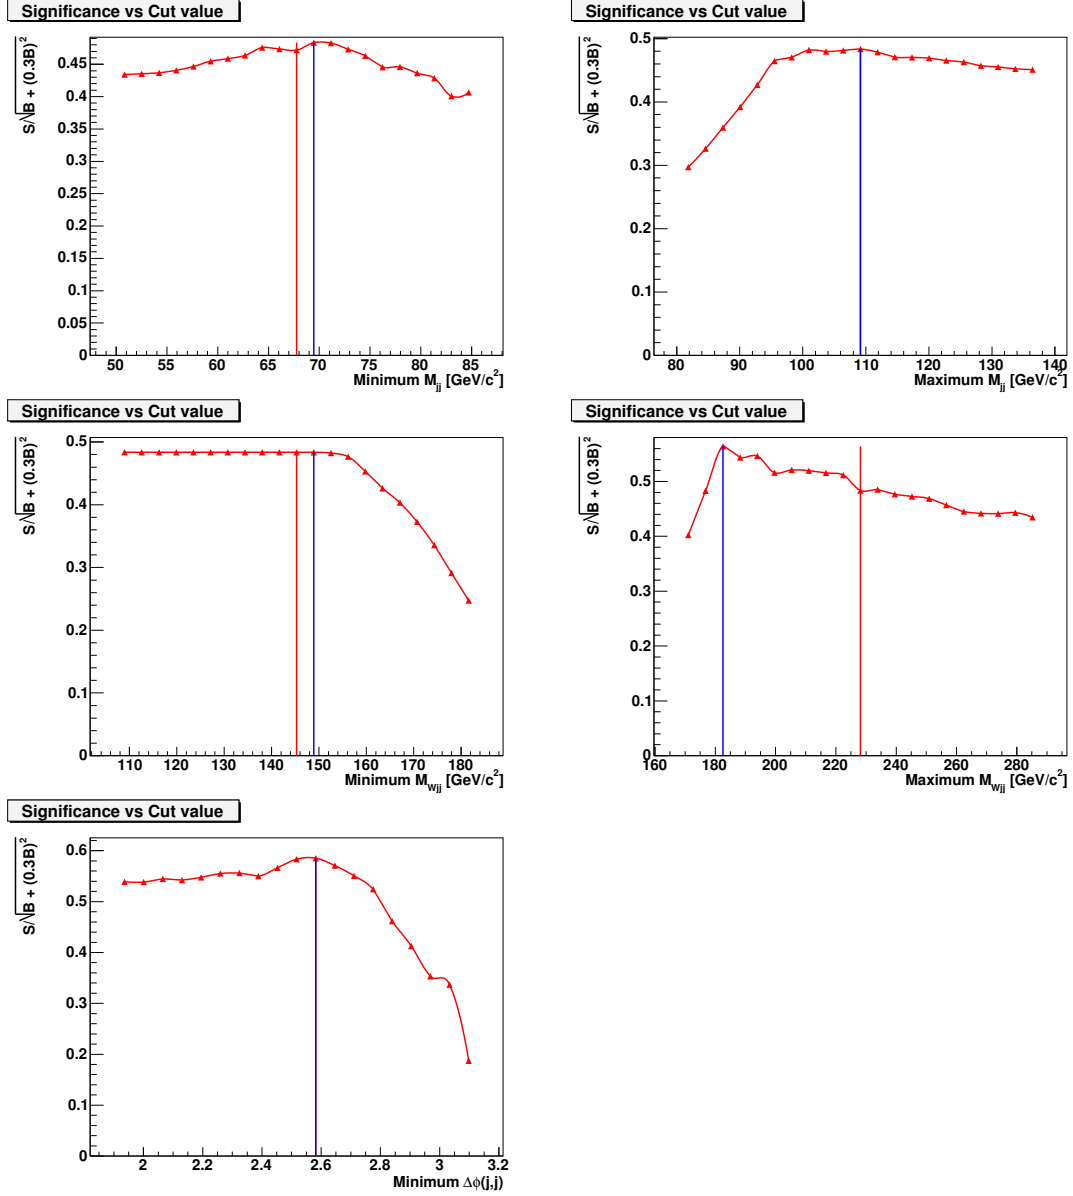 Significance vs Cut value
S/√B + (0.3B)²
0.45
0.4
0.35
0.3
0.25
0.2
0.15
0.1
0.05
0
50 55 60 65 70 75 80 85
Minimum Mjj [GeV/c²]
Significance vs Cut value
S/√B + (0.3B)²
0.5
0.4
0.3
0.2
0.1
0
80 90 100 110 120 130 140
Maximum Mjj [GeV/c²]
Significance vs Cut value
S/√B + (0.3B)²
0.5
0.4
0.3
0.2
0.1
0
110 120 130 140 150 160 170 180
Minimum MWjj [GeV/c²]
Significance vs Cut value
S/√B + (0.3B)²
0.5
0.4
0.3
0.2
0.1
0
160 180 200 220 240 260 280
Maximum MWjj [GeV/c²]
Significance vs Cut value
S/√B + (0.3B)²
0.6
0.5
0.4
0.3
0.2
0.1
0
2 2.2 2.4 2.6 2.8 3 3.2
Minimum Δϕ(j,j)